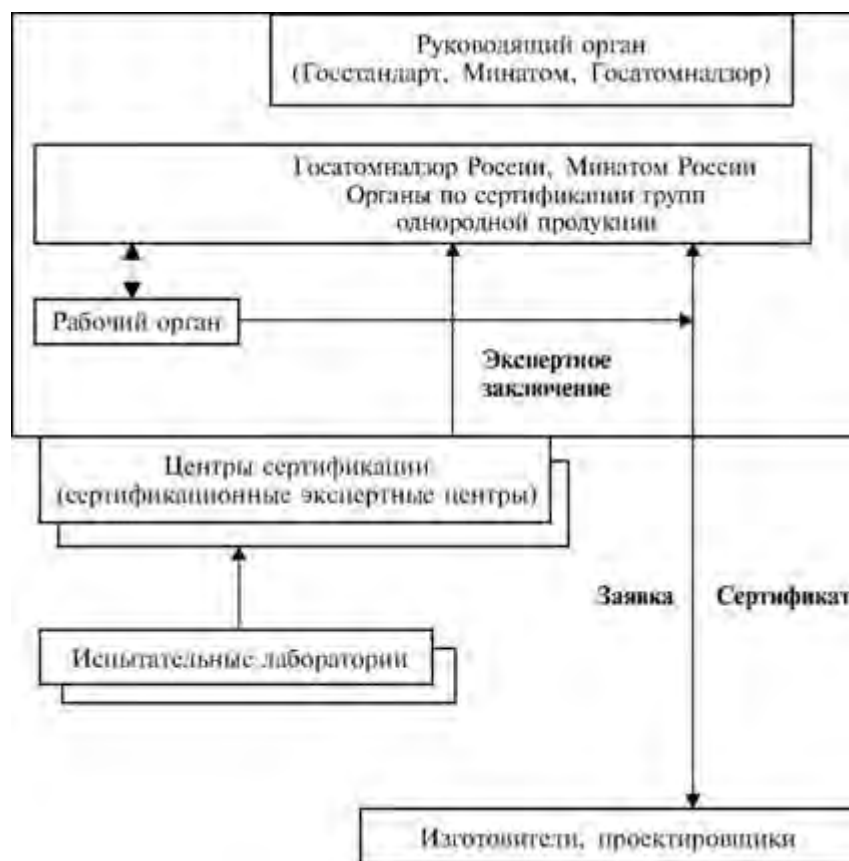 Руководящий орган
(Госстандарт, Минатом, Госатомнадзор)
Госатомнадзор России, Минатом России
Органы по сертификации групп
однородной продукции
Рабочий орган
Экспертное
заключение
Центры сертификации
(сертификационные экспертные центры)
Заявка
Сертификат
Испытательные лаборатории
Изготовители, проектировщики